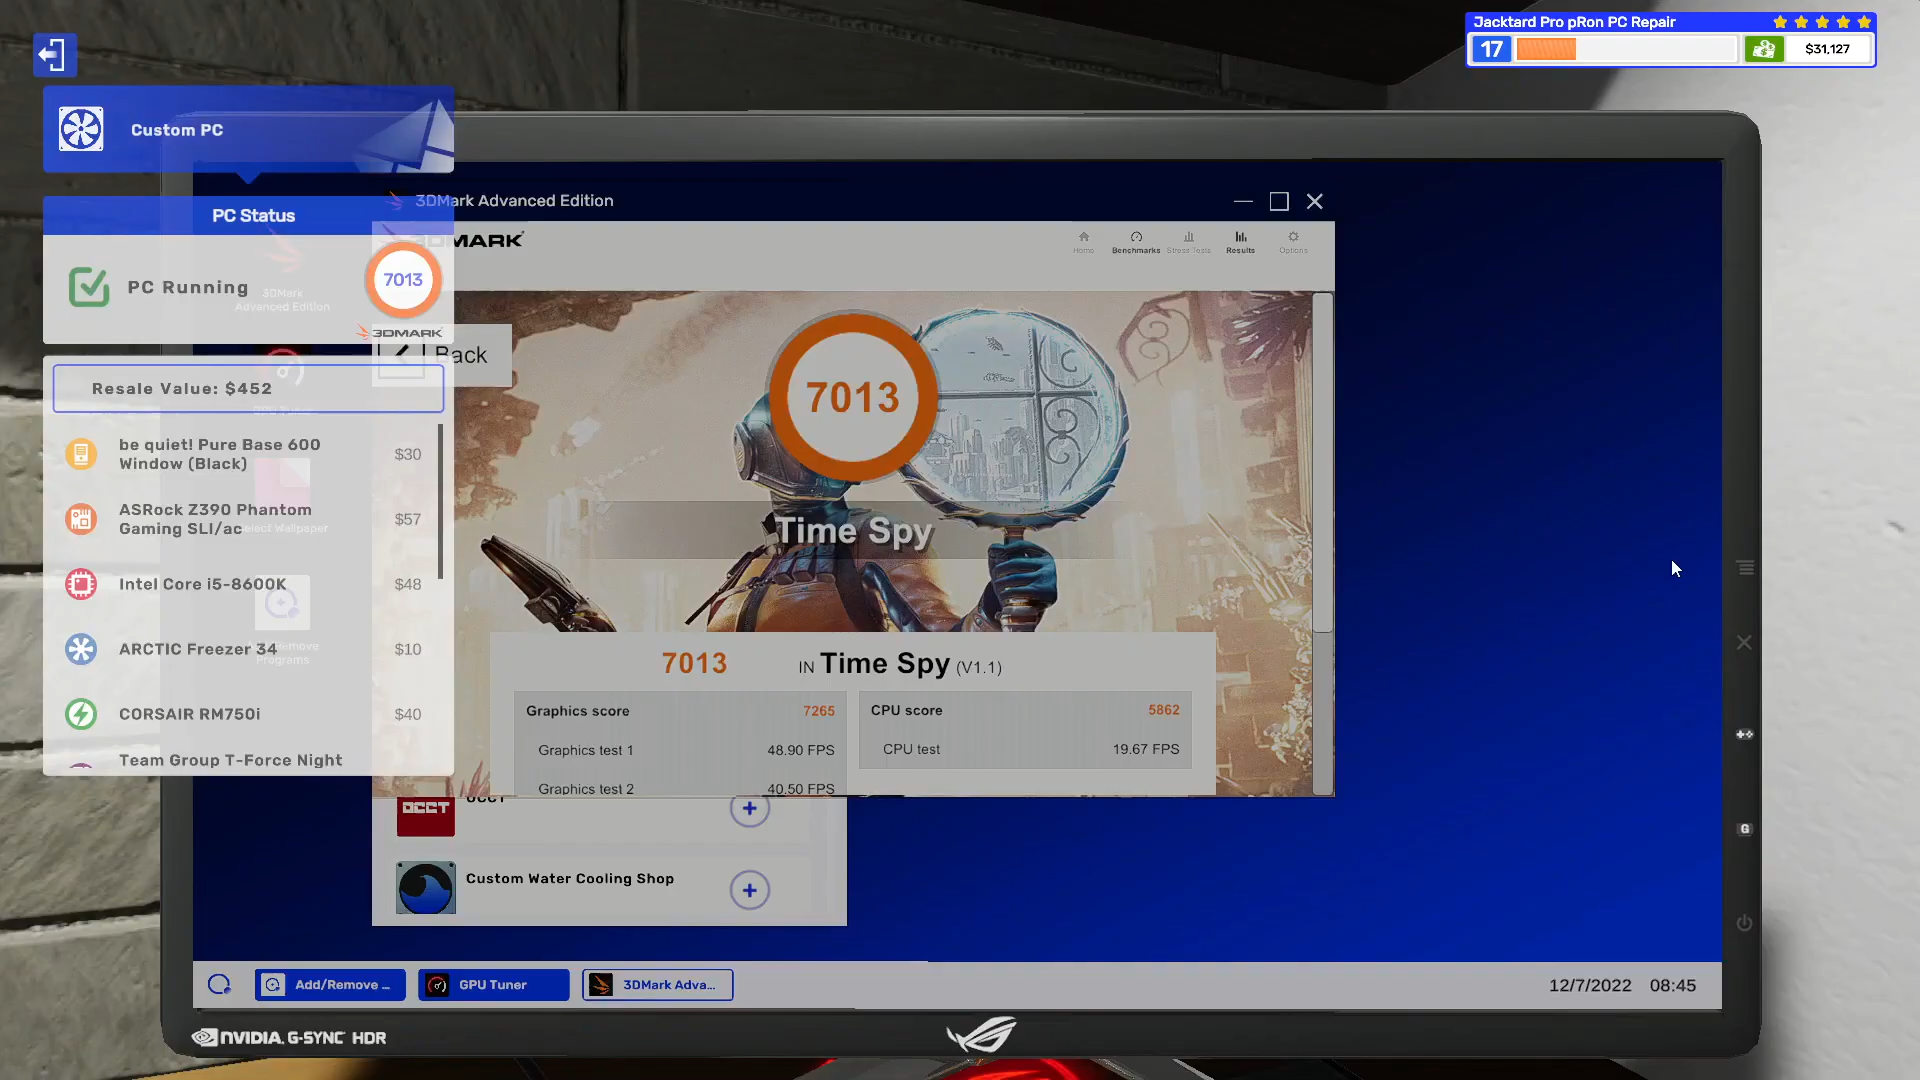 Jacktard Pro pRon PC Repair
17
$31,127
Custom PC
PC Status
PC Running
7013
3DMARK
Resale Value: $452
be quiet! Pure Base 600
Window (Black)
$30
ASRock Z390 Phantom
Gaming SLI/ac
$57
Intel Core i5-8600K
$48
ARCTIC Freezer 34
$10
CORSAIR RM750i
$40
Team Group T-Force Night
3DMark
Advanced Edition
3DMark Advanced Edition
Home
Benchmarks
Stress Tests
Results
Options
Back
7013
Time Spy
7013
IN Time Spy (V1.1)
Graphics score
7265
Graphics test 1
48.90 FPS
Graphics test 2
40.50 FPS
CPU score
5862
CPU test
19.67 FPS
OCCT
OCCT
Custom Water Cooling Shop
Add/Remove ...
GPU Tuner
3DMark Adva...
12/7/2022
08:45
NVIDIA. G-SYNC HDR
G